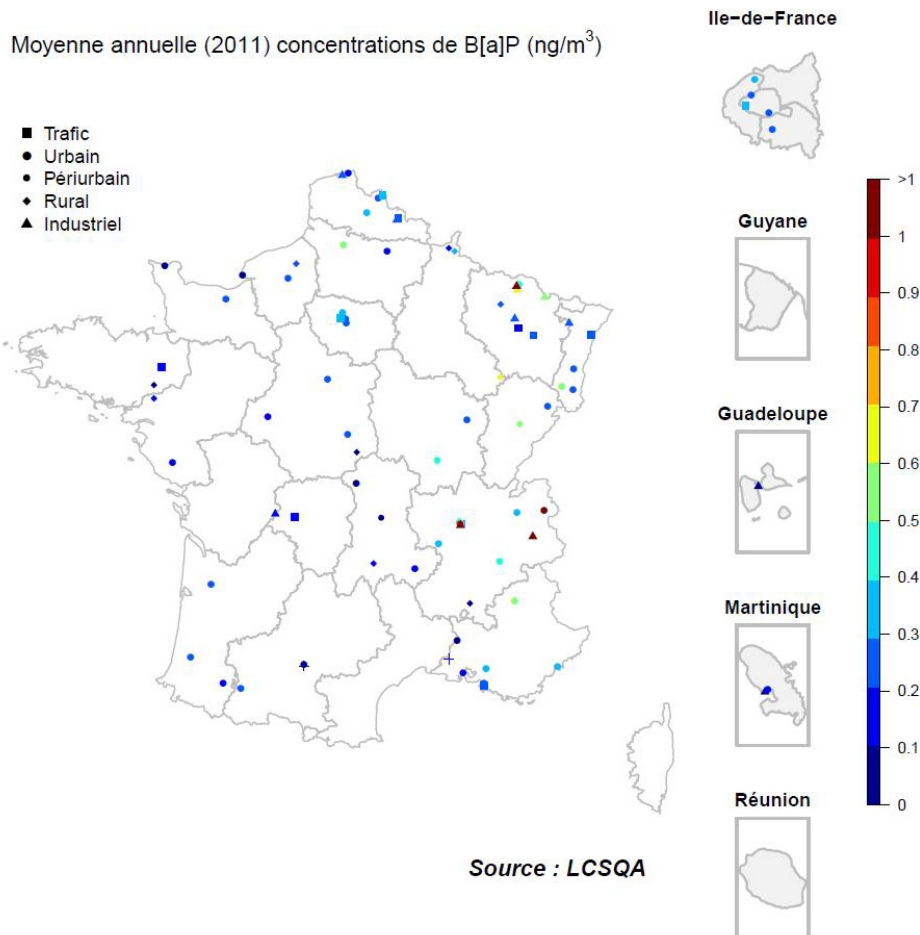 Ile−de−France
Moyenne annuelle (2011) concentrations de B[a]P (ng/m³)
Trafic
Urbain
Périurbain
Rural
Industriel
>1
1
0.9
0.8
0.7
0.6
0.5
0.4
0.3
0.2
0.1
0
Guyane
Guadeloupe
Martinique
Réunion
Source : LCSQA